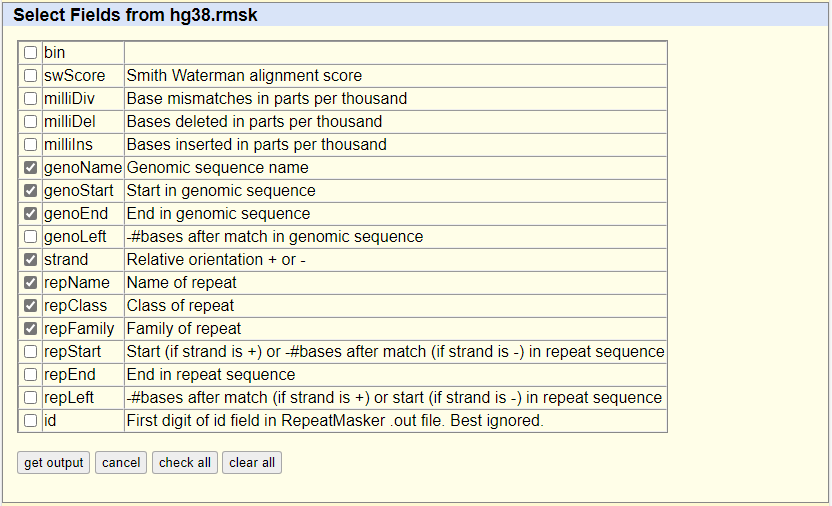 Select Fields from hg38.rmsk
bin
swScore Smith Waterman alignment score
milliDiv Base mismatches in parts per thousand
milliDel Bases deleted in parts per thousand
milliIns Bases inserted in parts per thousand
genoName Genomic sequence name
genoStart Start in genomic sequence
genoEnd End in genomic sequence
genoLeft -#bases after match in genomic sequence
strand Relative orientation + or -
repName Name of repeat
repClass Class of repeat
repFamily Family of repeat
repStart Start (if strand is +) or -#bases after match (if strand is -) in repeat sequence
repEnd End in repeat sequence
repLeft -#bases after match (if strand is +) or start (if strand is -) in repeat sequence
id First digit of id field in RepeatMasker .out file. Best ignored.
get output cancel check all clear all